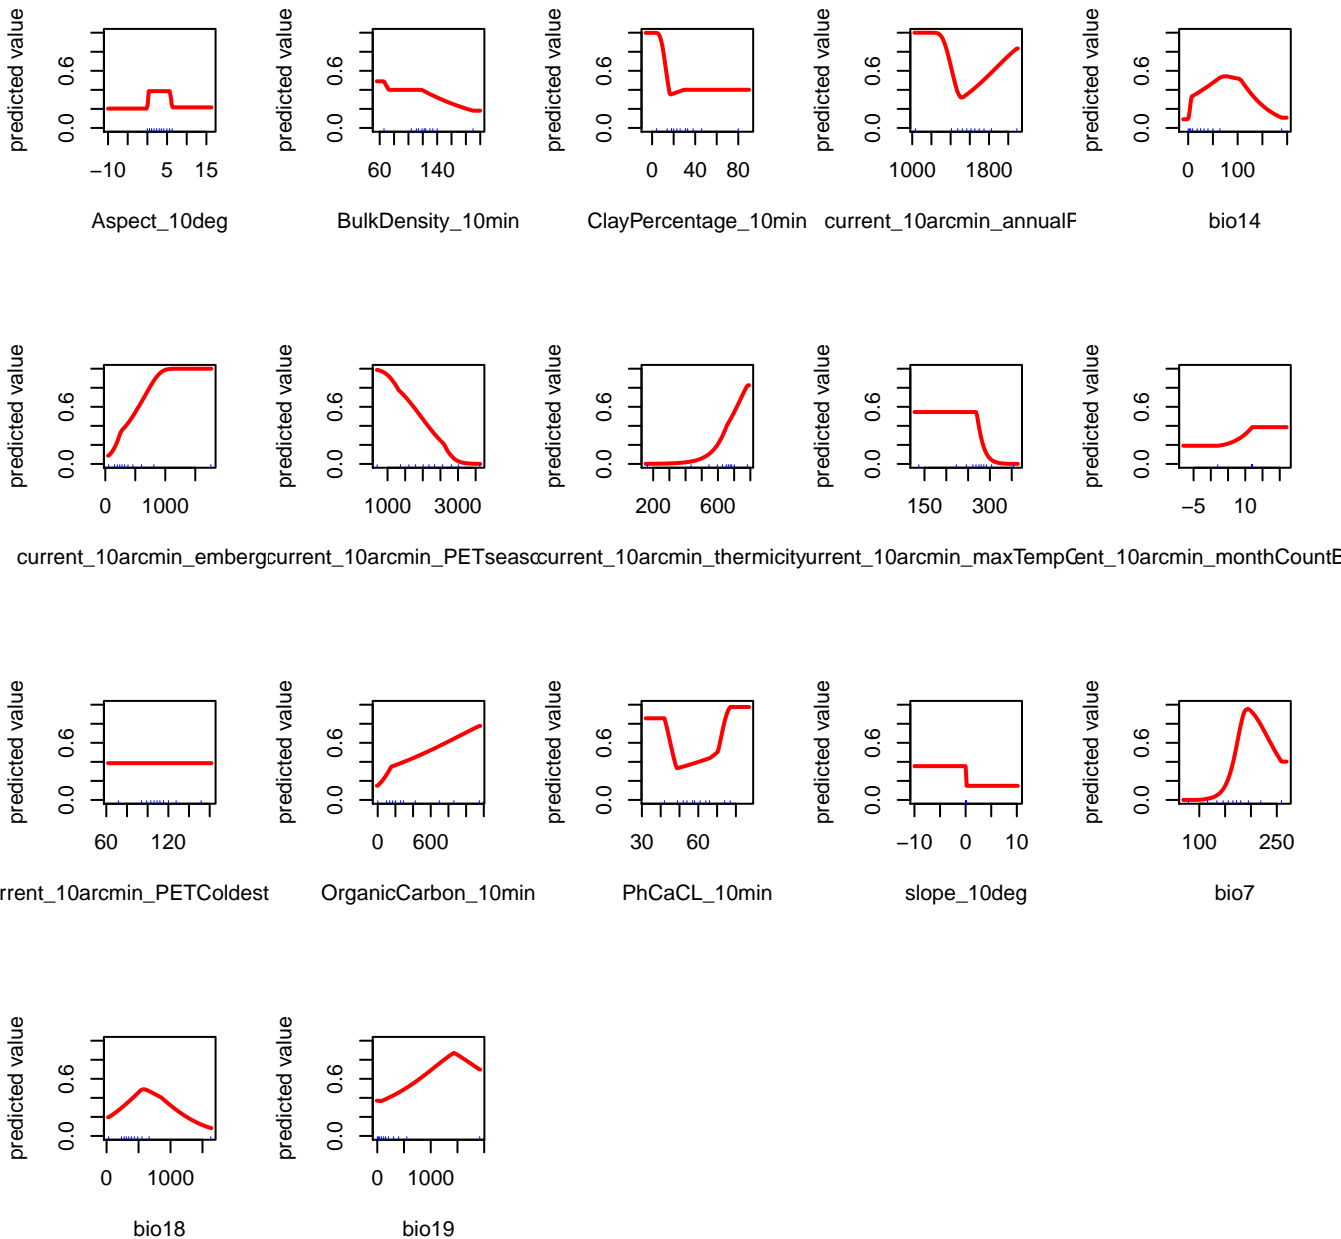 predicted value
0.0 0.6
−10 5 15
Aspect_10deg
predicted value
0.0 0.6
60 140
BulkDensity_10min
predicted value
0.0 0.6
0 40 80
ClayPercentage_10min
predicted value
0.0 0.6
1000 1800
current_10arcmin_annualP
predicted value
0.0 0.6
0 100
bio14
predicted value
0.0 0.6
0 1000
current_10arcmin_emberg
predicted value
0.0 0.6
1000 3000
current_10arcmin_PETseaso
predicted value
0.0 0.6
200 600
current_10arcmin_thermicity
predicted value
0.0 0.6
150 300
urrent_10arcmin_maxTempC
predicted value
0.0 0.6
−5 10
ent_10arcmin_monthCountB
predicted value
0.0 0.6
60 120
rrent_10arcmin_PETColdest
predicted value
0.0 0.6
0 600
OrganicCarbon_10min
predicted value
0.0 0.6
30 60
PhCaCL_10min
predicted value
0.0 0.6
−10 0 10
slope_10deg
predicted value
0.0 0.6
100 250
bio7
predicted value
0.0 0.6
0 1000
bio18
predicted value
0.0 0.6
0 1000
bio19